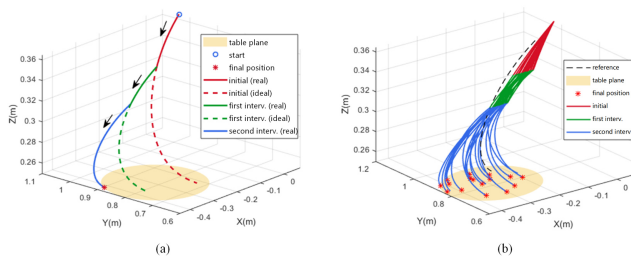 0.36
0.34
0.32
0.3
0.28
0.26
Z(m)
1.1
1
0.9
0.8
0.7
0.6
Y(m)
-0.4
-0.3
-0.2
-0.1
0
X(m)
table plane
start
final position
initial (real)
initial (ideal)
first interv. (real)
first interv. (ideal)
second interv. (real)
(a)
0.36
0.34
0.32
0.3
0.28
0.26
Z(m)
1.2
1
0.8
0.6
Y(m)
-0.4
-0.3
-0.2
-0.1
0
X(m)
reference
table plane
final position
initial
first interv.
second interv.
(b)